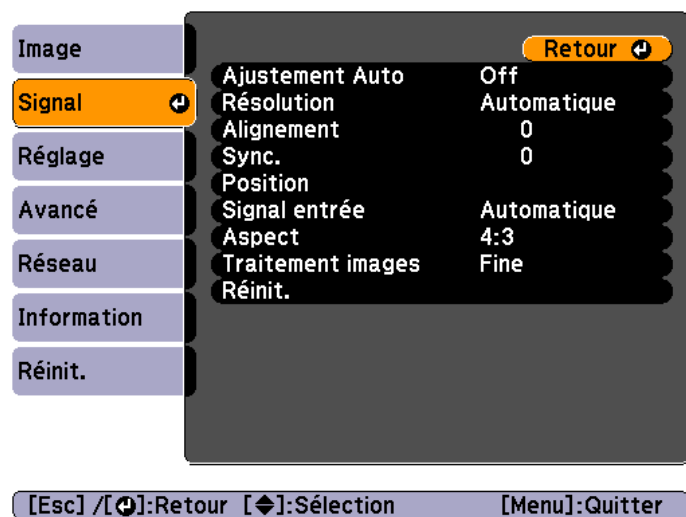 Image
Signal
Réglage
Avancé
Réseau
Information
Réinit.
Retour
Ajustement Auto Off
Résolution Automatique
Alignement 0
Sync. 0
Position
Signal entrée Automatique
Aspect 4:3
Traitement images Fine
Réinit.
[Esc] /[⏎]:Retour [◆]:Sélection [Menu]:Quitter